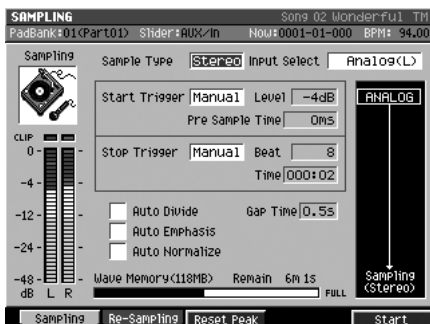 SAMPLING Song 02 Wonderful TM
PadBank:01(Part01) Slider:AUX/In Now:0001-01-000 BPM: 94.00
Sampling
Sample Type Stereo Input Select Analog(L)
Start Trigger Manual Level -4dB
Pre Sample Time 0ms
ANALOG
CLIP
0
Stop Trigger Manual Beat 8
Time 000:02
-4
-12
Auto Divide Gap Time 0.5s
Auto Emphasis
-24
Auto Normalize
-48
dB L R
Wave Memory(118MB) Remain 6m 1s
FULL
Sampling
(Stereo)
Sampling Re-Sampling Reset Peak Start